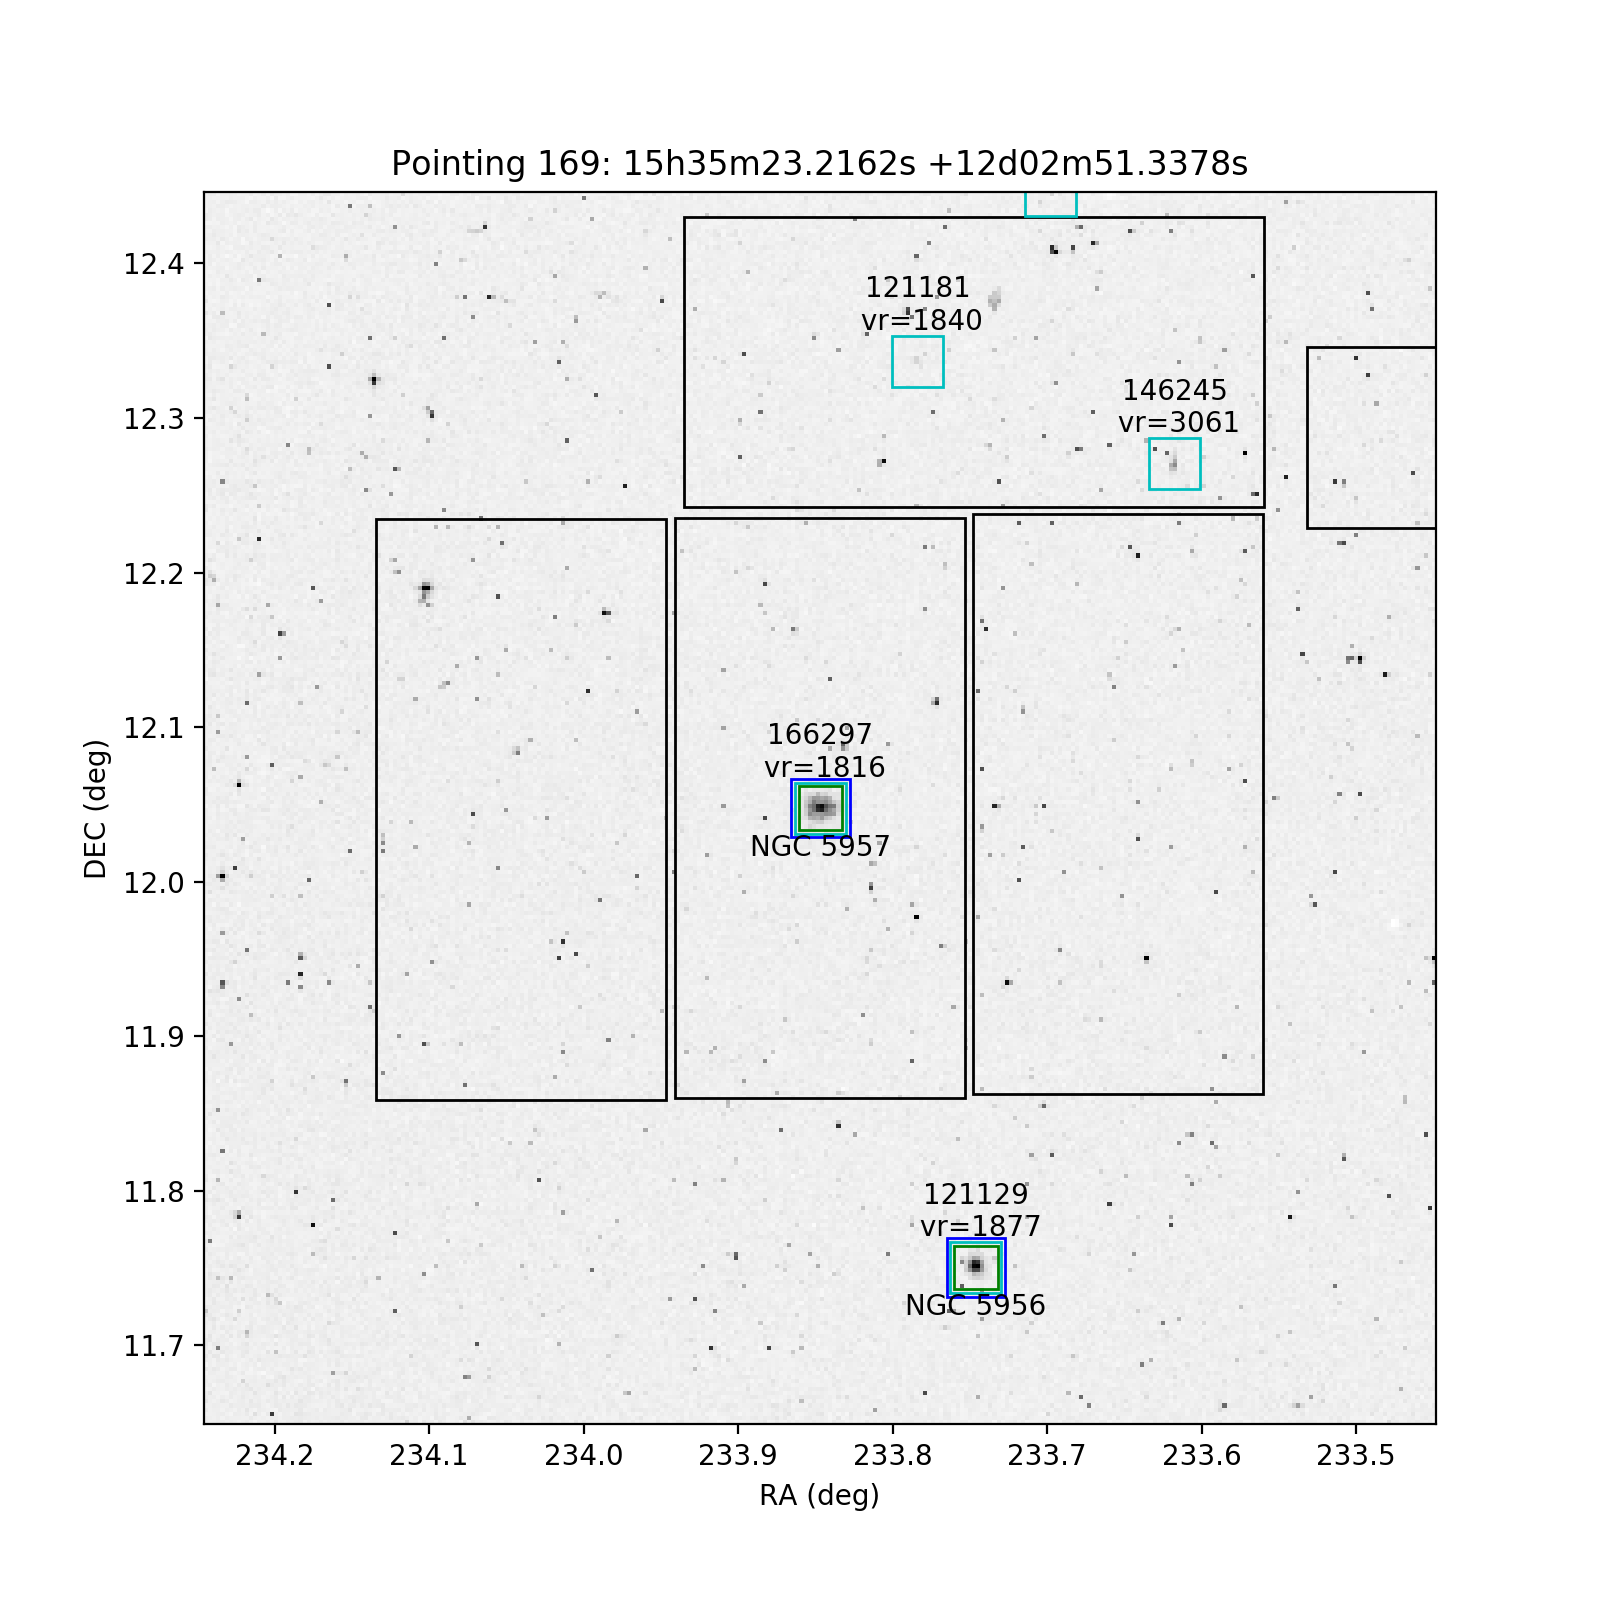 Pointing 169: 15h35m23.2162s +12d02m51.3378s
12.4
12.3
12.2
12.1
12.0
11.9
11.8
11.7
DEC (deg)
121181
vr=1840
146245
vr=3061
166297
vr=1816
NGC 5957
121129
vr=1877
NGC 5956
234.2 234.1 234.0 233.9 233.8 233.7 233.6 233.5
RA (deg)